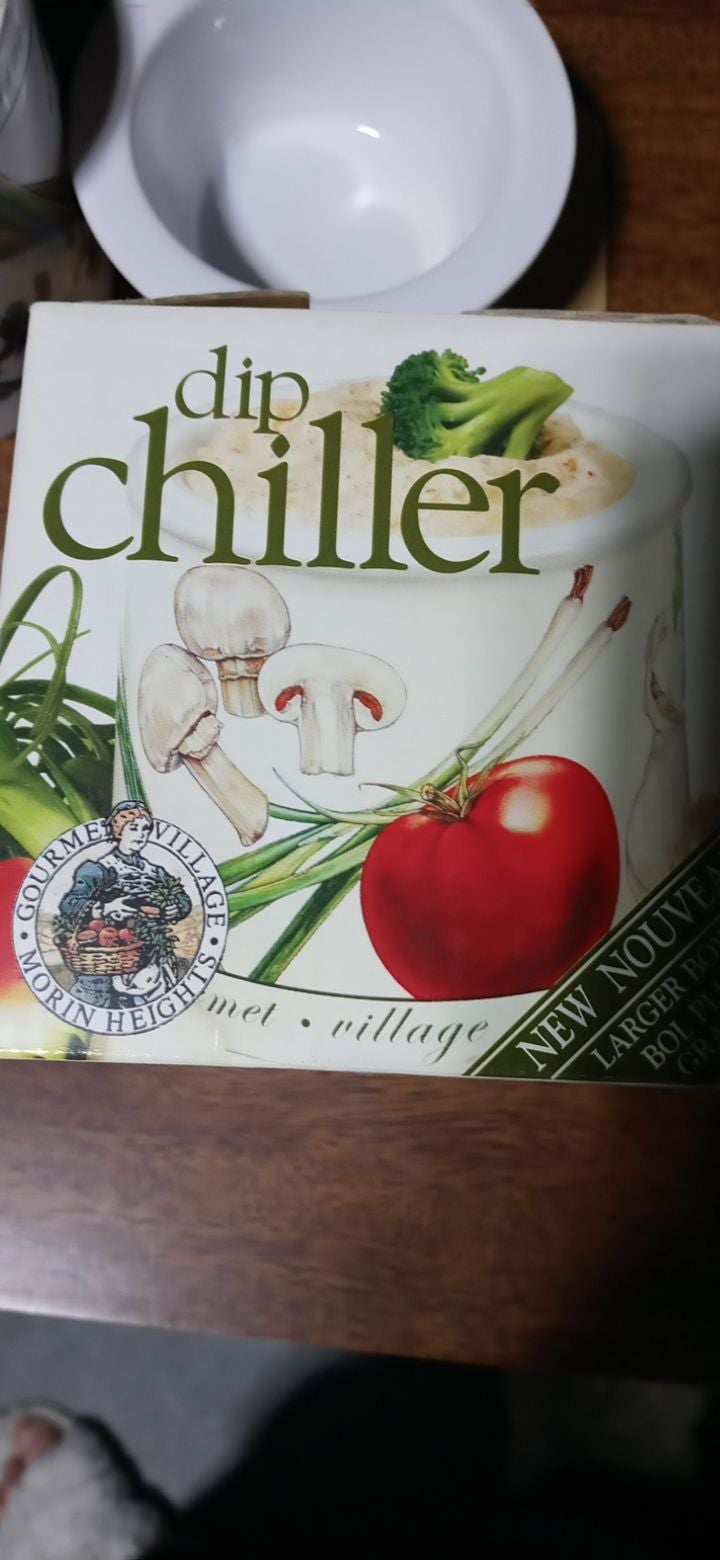 dip
chiller
GOURMET VILLAGE
• MORIN HEIGHTS •
met • village
NEW NOUVEA
LARGER BO
BOL PL
GR